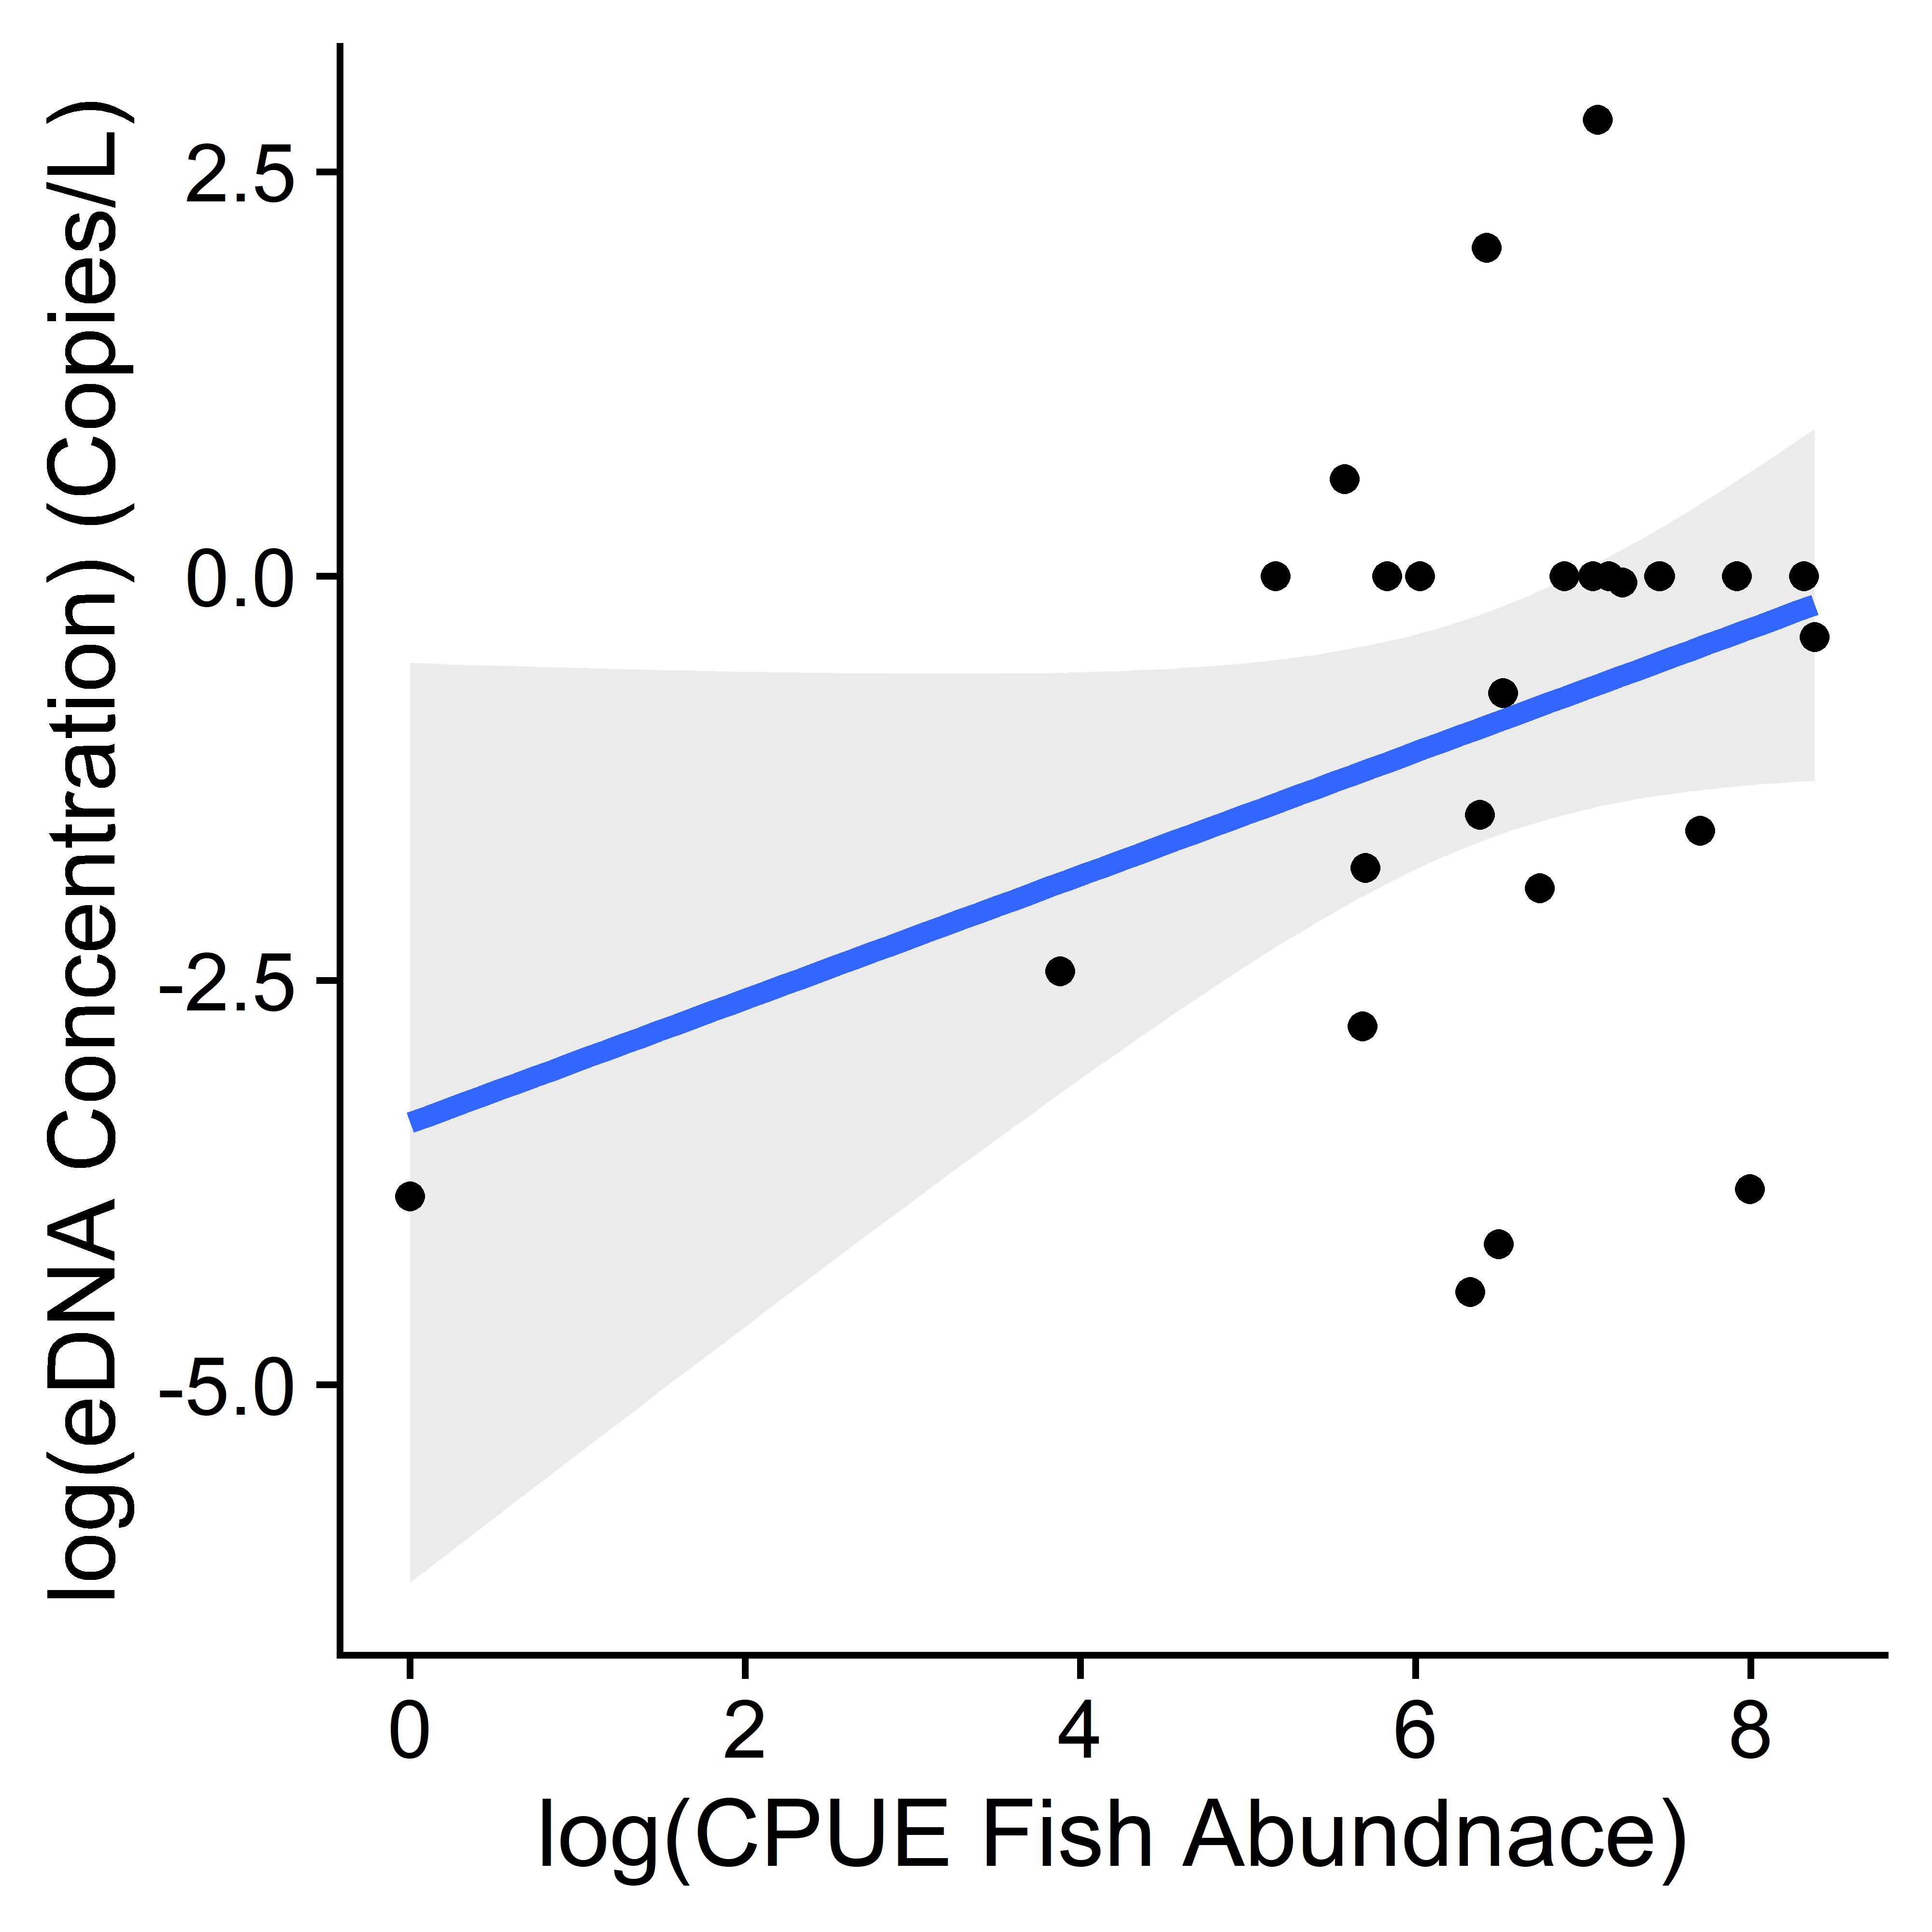 log(eDNA Concentration) (Copies/L)
2.5
0.0
-2.5
-5.0
0 2 4 6 8
log(CPUE Fish Abundnace)